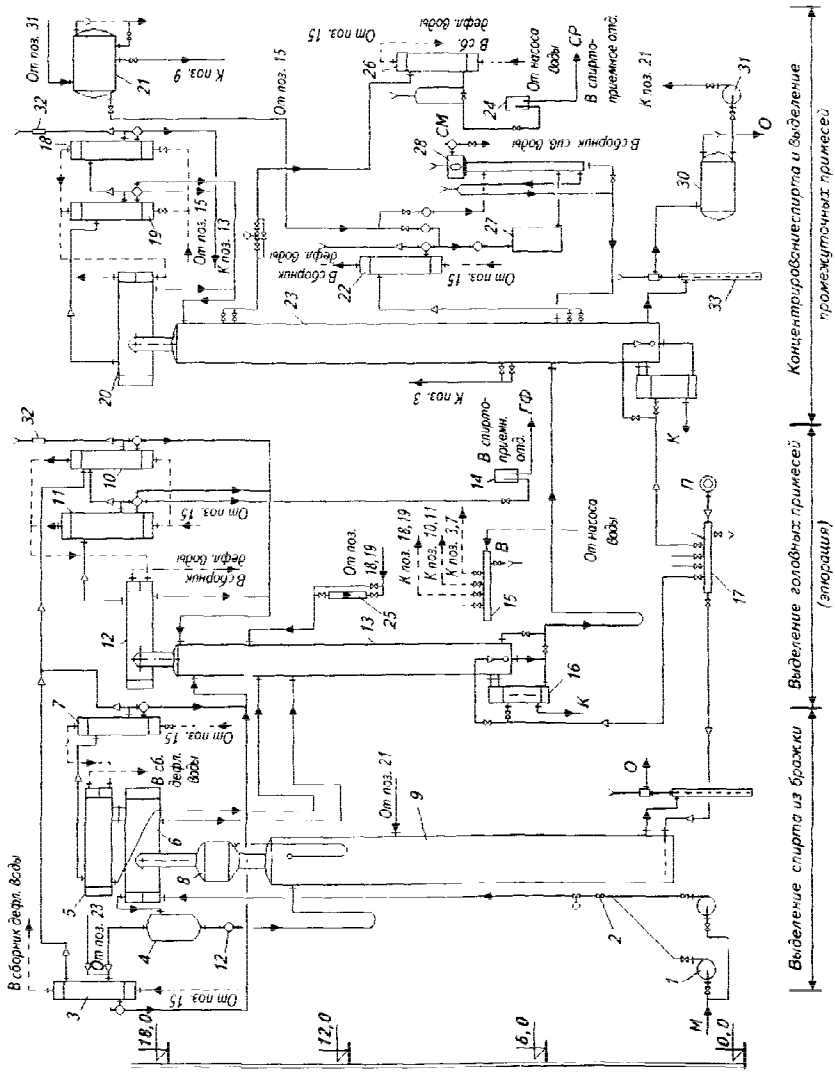 От поз. 31
21
К поз. 9
32
18
19
От поз. 15
К поз. 13
20
23
От поз. 15
В сб.
дефл. воды
26
От поз. 15
От насоса
воды
24
СР
В спирто-
приемное отд.
СМ
28
В сборник сив. воды
27
В сборник
дефл. воды
22
От поз. 15
К поз. 21
31
30
О
33
К поз. 3
К
32
10
11
От поз. 15
В сборник
дефл. воды
12
14
В спирто-
приемн.
отд.
ГФ
От поз.
18,19
25
13
К поз. 18,19
К поз. 10,11
К поз. 3,7
В
15
От насоса
воды
16
К
П
17
7
От поз. 15
В сб.
дефл.
воды
5
6
8
От поз. 21
9
О
В сборник дефл. воды
От поз. 23
3
От поз. 15
4
12
2
1
М
18,0
12,0
6,0
0,0
Выделение спирта из бражки
Выделение головных примесей
(эпюрация)
Концентрирование спирта и выделение
промежуточных примесей